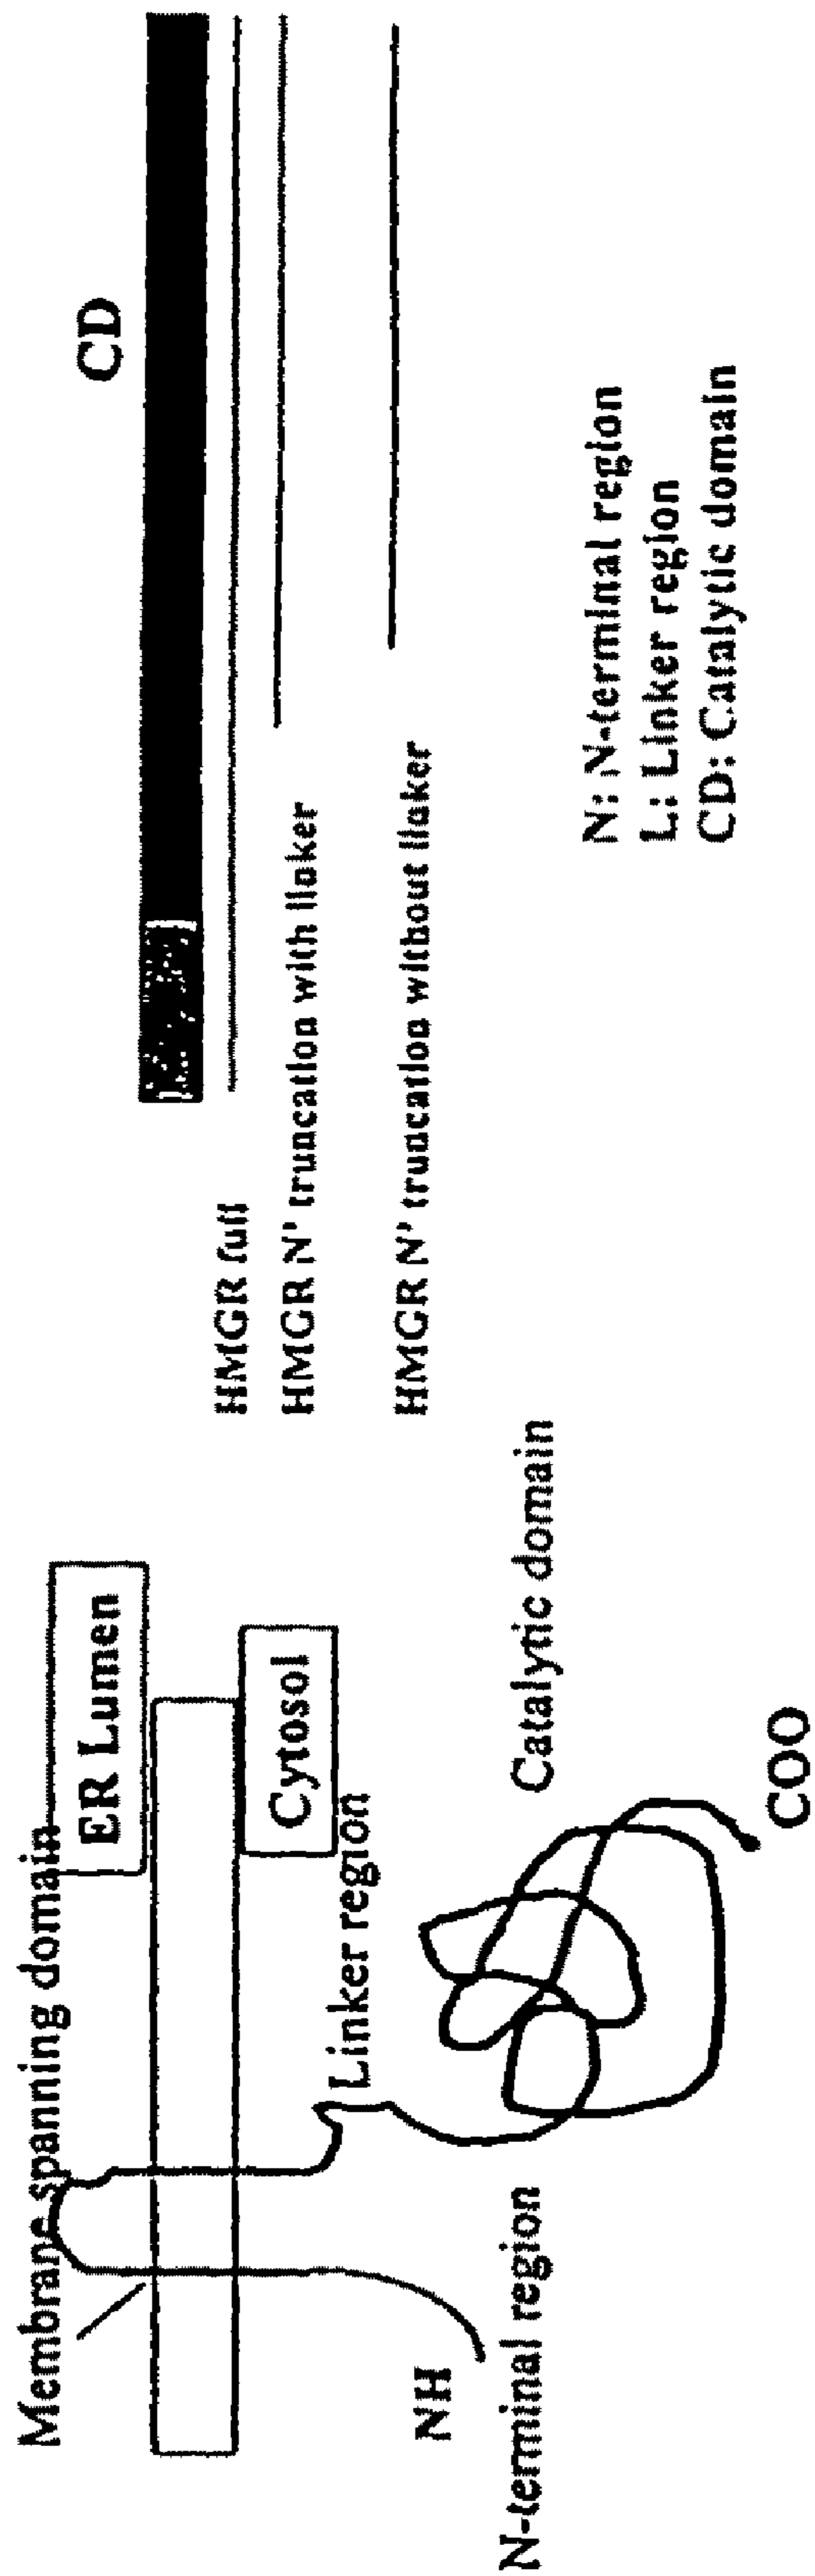 Membrane spanning domain
ER Lumen
Cytosol
Linker region
NH
N-terminal region
Catalytic domain
COO
CD
HMGR full
HMGR N' truncation with linker
HMGR N' truncation without linker
N: N-terminal region
L: Linker region
CD: Catalytic domain